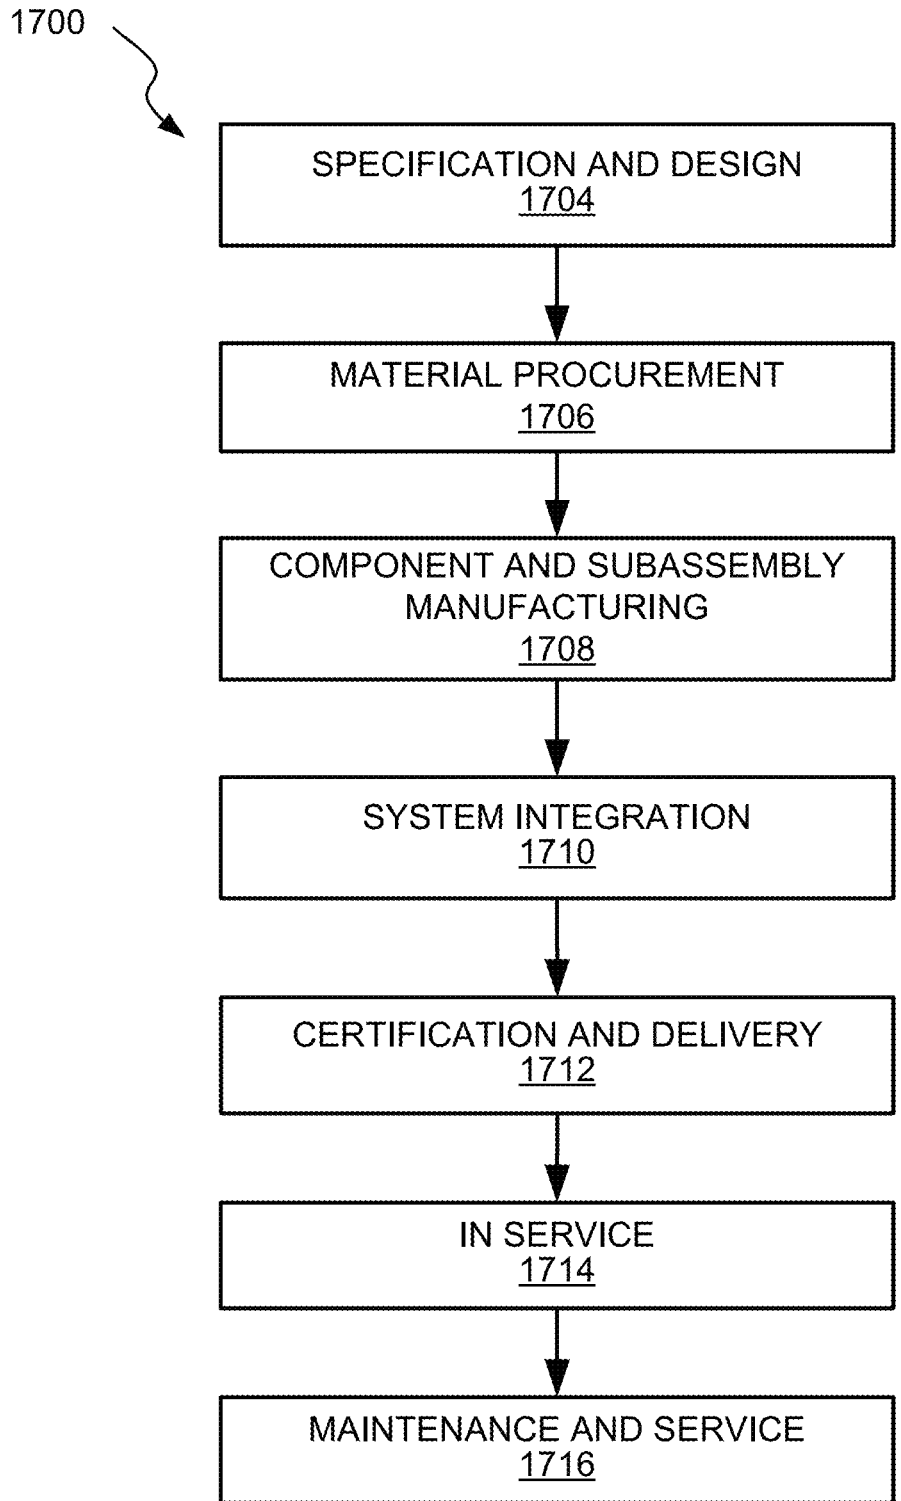 1700
SPECIFICATION AND DESIGN
1704
MATERIAL PROCUREMENT
1706
COMPONENT AND SUBASSEMBLY
MANUFACTURING
1708
SYSTEM INTEGRATION
1710
CERTIFICATION AND DELIVERY
1712
IN SERVICE
1714
MAINTENANCE AND SERVICE
1716